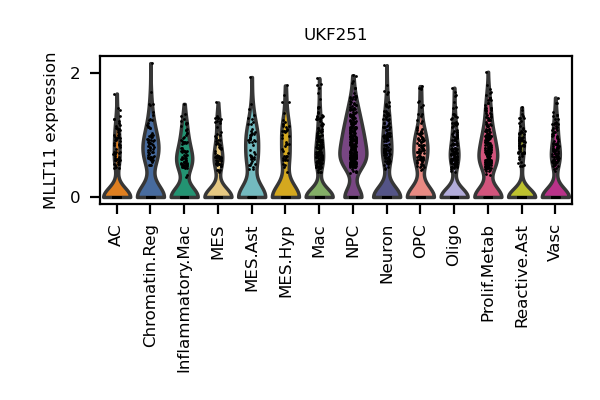 UKF251
MLLT11 expression
2
0
AC
Chromatin.Reg
Inflammatory.Mac
MES
MES.Ast
MES.Hyp
Mac
NPC
Neuron
OPC
Oligo
Prolif.Metab
Reactive.Ast
Vasc